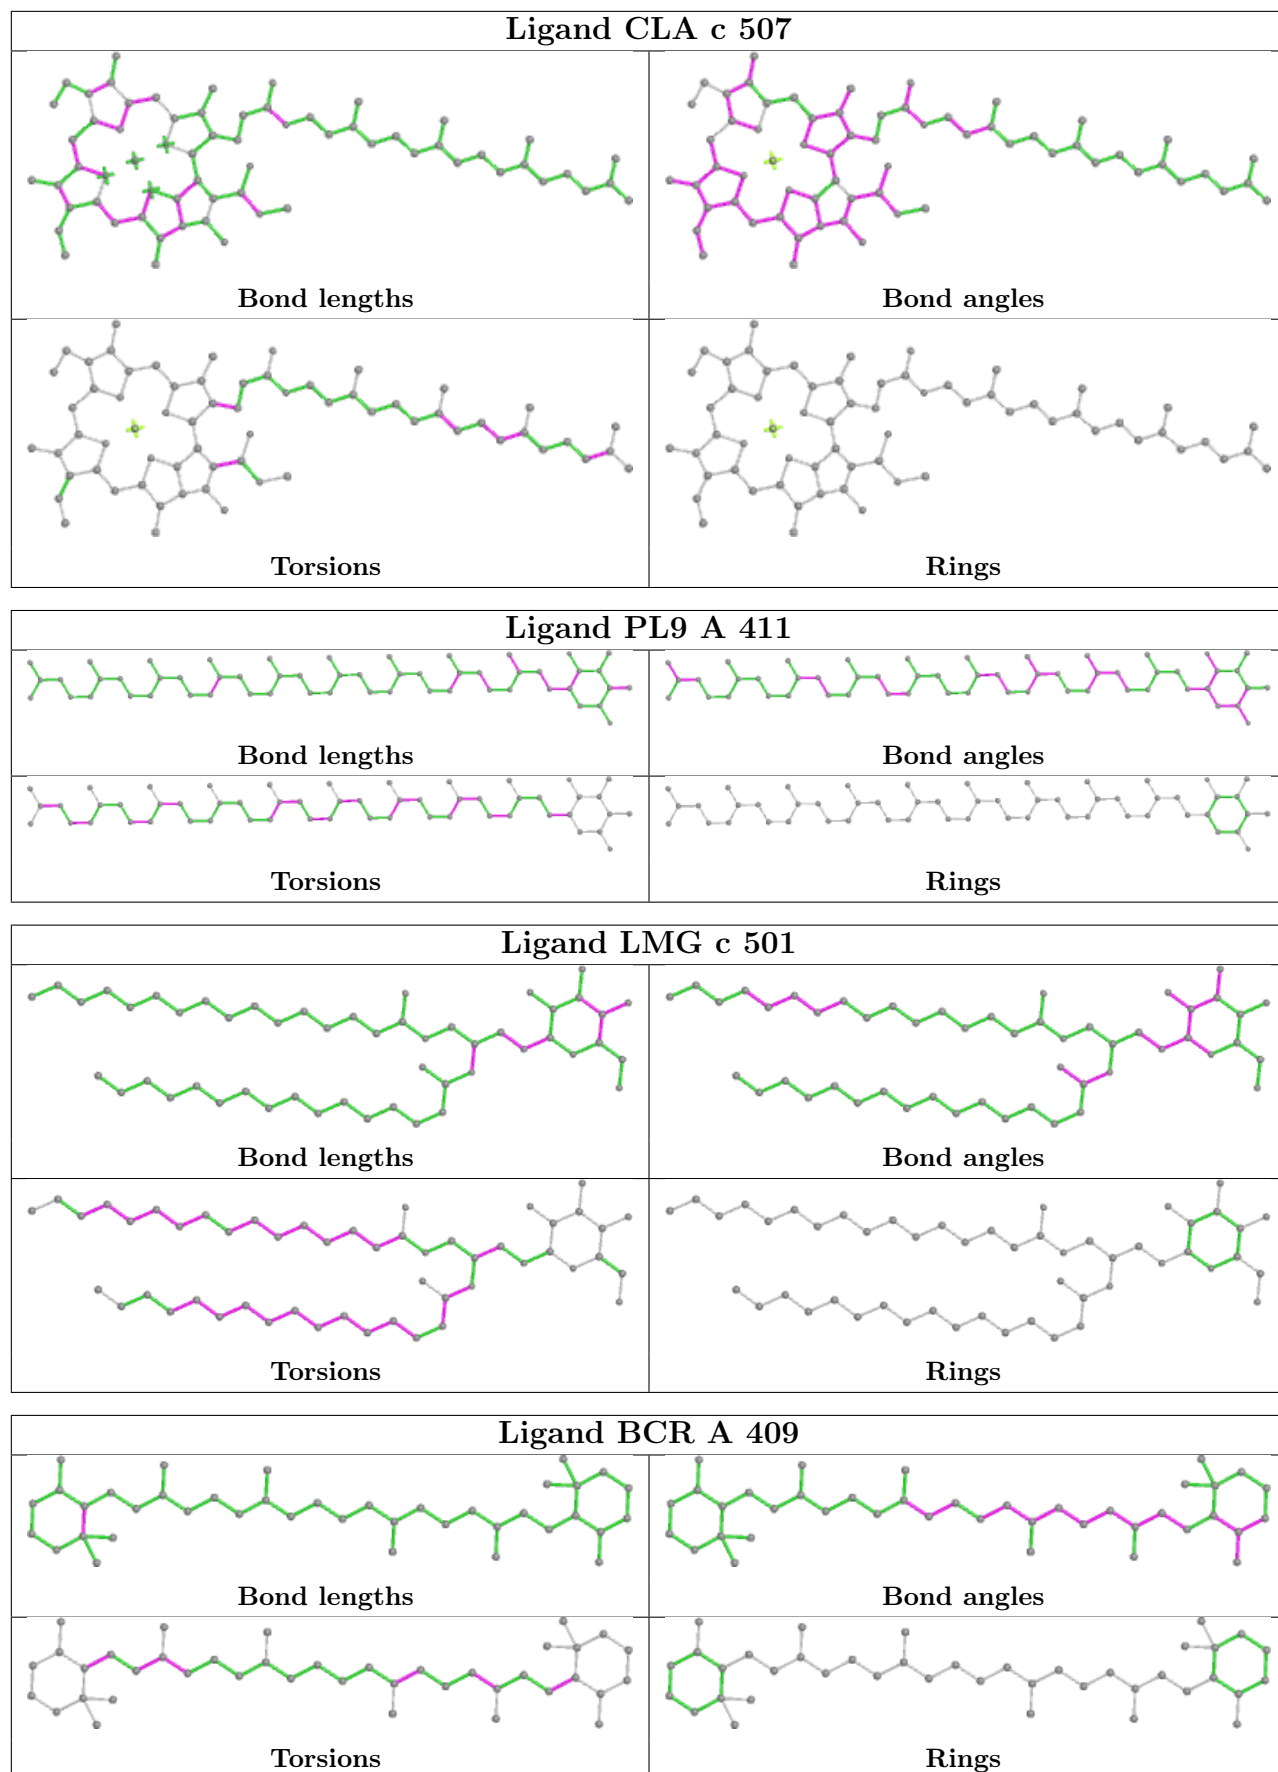 Ligand CLA c 507
Bond lengths
Bond angles
Torsions
Rings
Ligand PL9 A 411
Bond lengths
Bond angles
Torsions
Rings
Ligand LMG c 501
Bond lengths
Bond angles
Torsions
Rings
Ligand BCR A 409
Bond lengths
Bond angles
Torsions
Rings